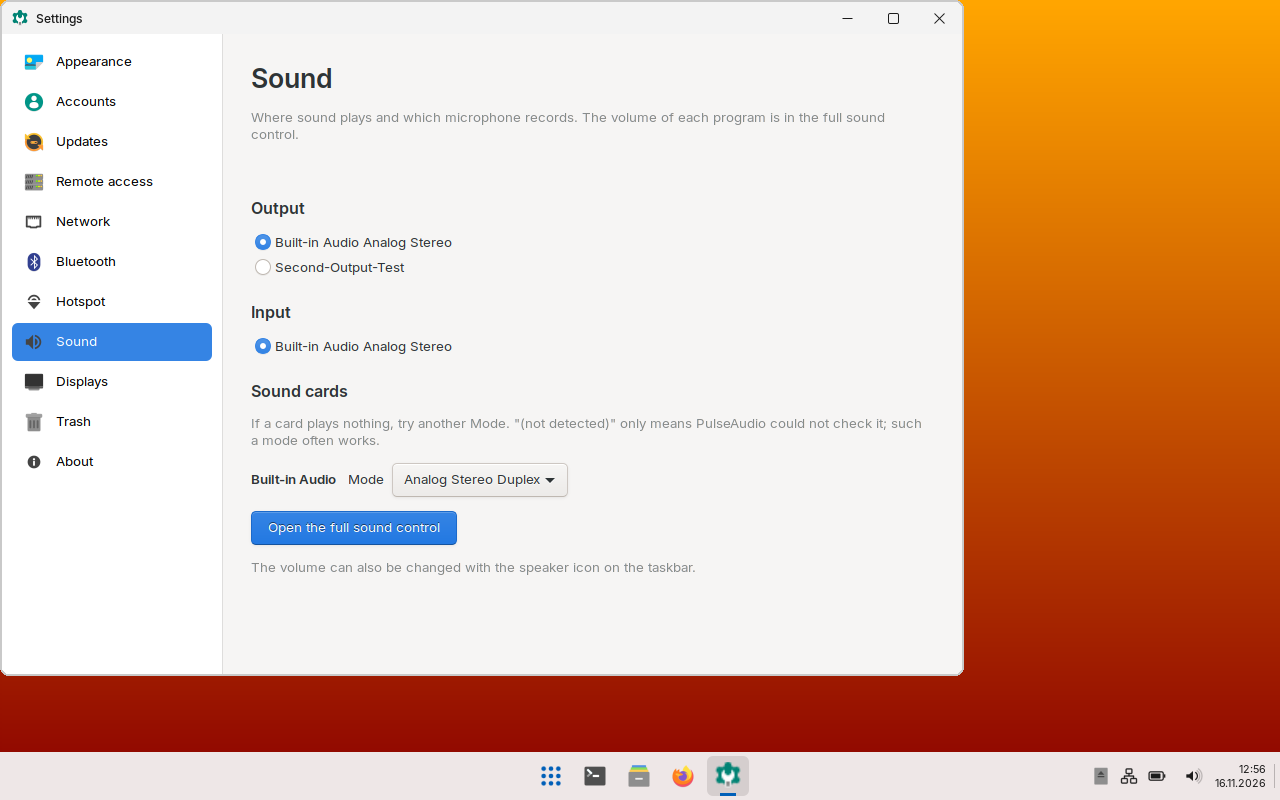 Settings
Appearance
Accounts
Updates
Remote access
Network
Bluetooth
Hotspot
Sound
Displays
Trash
About
Sound
Where sound plays and which microphone records. The volume of each program is in the full sound
control.
Output
Built-in Audio Analog Stereo
Second-Output-Test
Input
Built-in Audio Analog Stereo
Sound cards
If a card plays nothing, try another Mode. "(not detected)" only means PulseAudio could not check it; such
a mode often works.
Built-in Audio Mode Analog Stereo Duplex
Open the full sound control
The volume can also be changed with the speaker icon on the taskbar.
12:56
16.11.2026